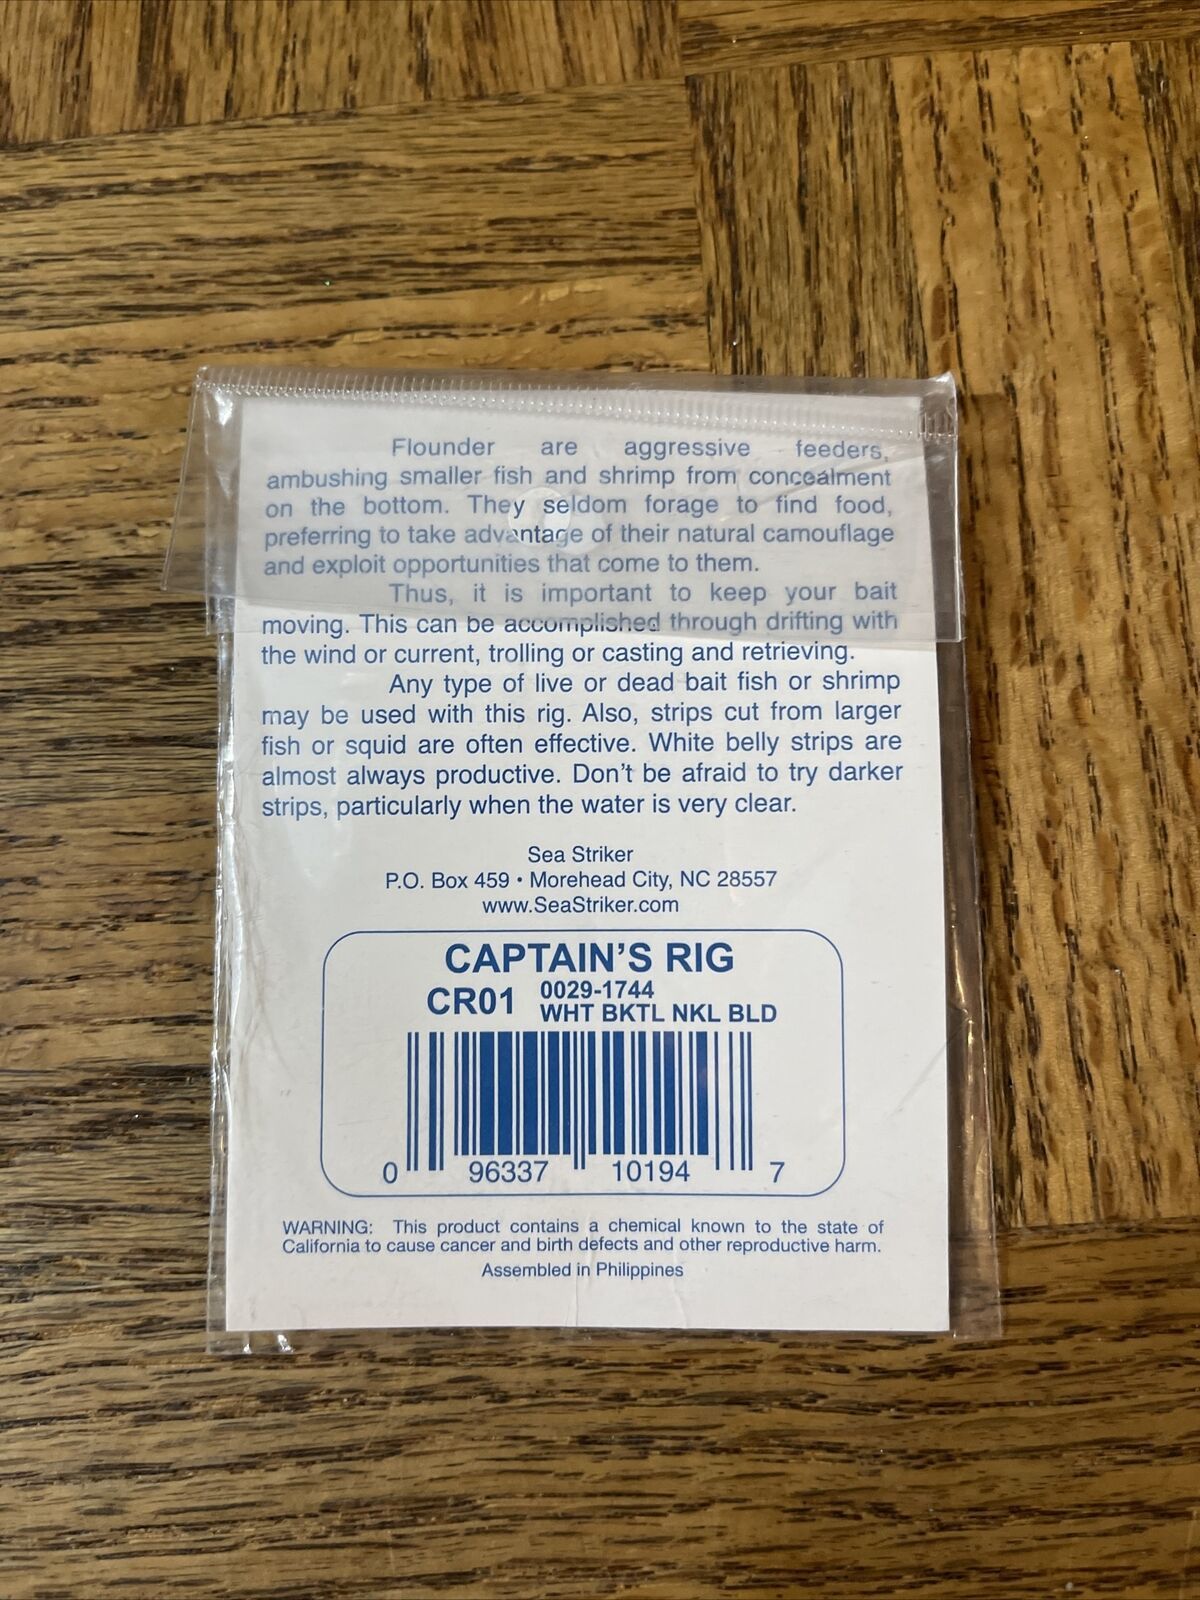 Flounder are aggressive feeders,
ambushing smaller fish and shrimp from concealment
on the bottom. They seldom forage to find food,
preferring to take advantage of their natural camouflage
and exploit opportunities that come to them.
Thus, it is important to keep your bait
moving. This can be accomplished through drifting with
the wind or current, trolling or casting and retrieving.
Any type of live or dead bait fish or shrimp
may be used with this rig. Also, strips cut from larger
fish or squid are often effective. White belly strips are
almost always productive. Don't be afraid to try darker
strips, particularly when the water is very clear.
Sea Striker
P.O. Box 459 • Morehead City, NC 28557
www.SeaStriker.com
CAPTAIN'S RIG
CR01 0029-1744
WHT BKTL NKL BLD
0 96337 10194 7
WARNING: This product contains a chemical known to the state of
California to cause cancer and birth defects and other reproductive harm.
Assembled in Philippines